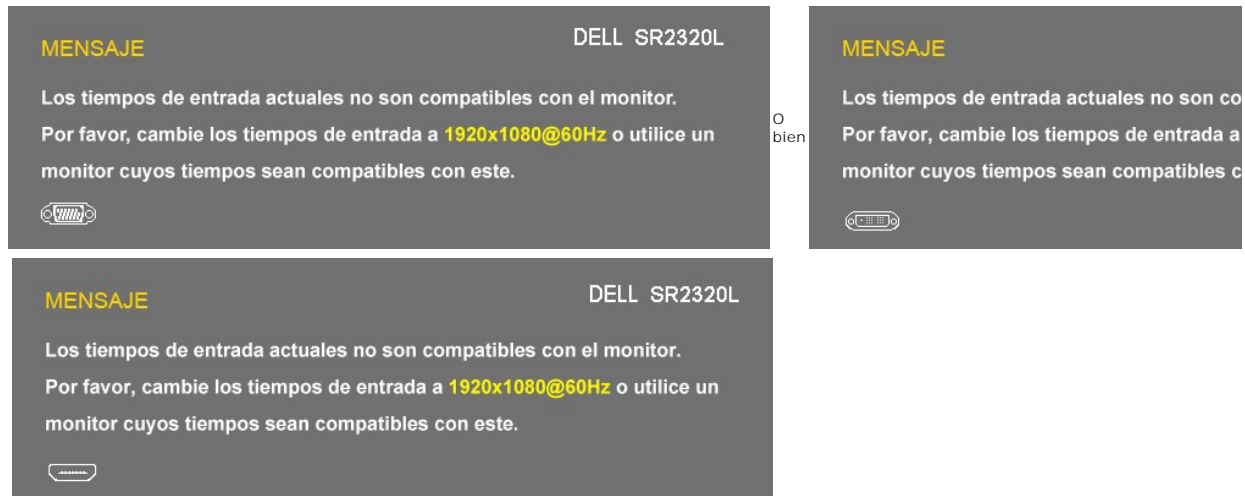 MENSAJE
DELL SR2320L
Los tiempos de entrada actuales no son compatibles con el monitor.
Por favor, cambie los tiempos de entrada a 1920x1080@60Hz o utilice un
monitor cuyos tiempos sean compatibles con este.
O
bien
MENSAJE
Los tiempos de entrada actuales no son co
Por favor, cambie los tiempos de entrada a
monitor cuyos tiempos sean compatibles c
MENSAJE
DELL SR2320L
Los tiempos de entrada actuales no son compatibles con el monitor.
Por favor, cambie los tiempos de entrada a 1920x1080@60Hz o utilice un
monitor cuyos tiempos sean compatibles con este.